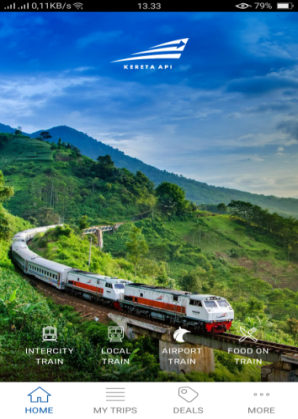 0,11K/s 13.33 79%
KERETA API
INTERCITY LOCAL AIRPORT FOOD ON
TRAIN TRAIN TRAIN TRAIN
HOME MY TRIPS DEALS MORE